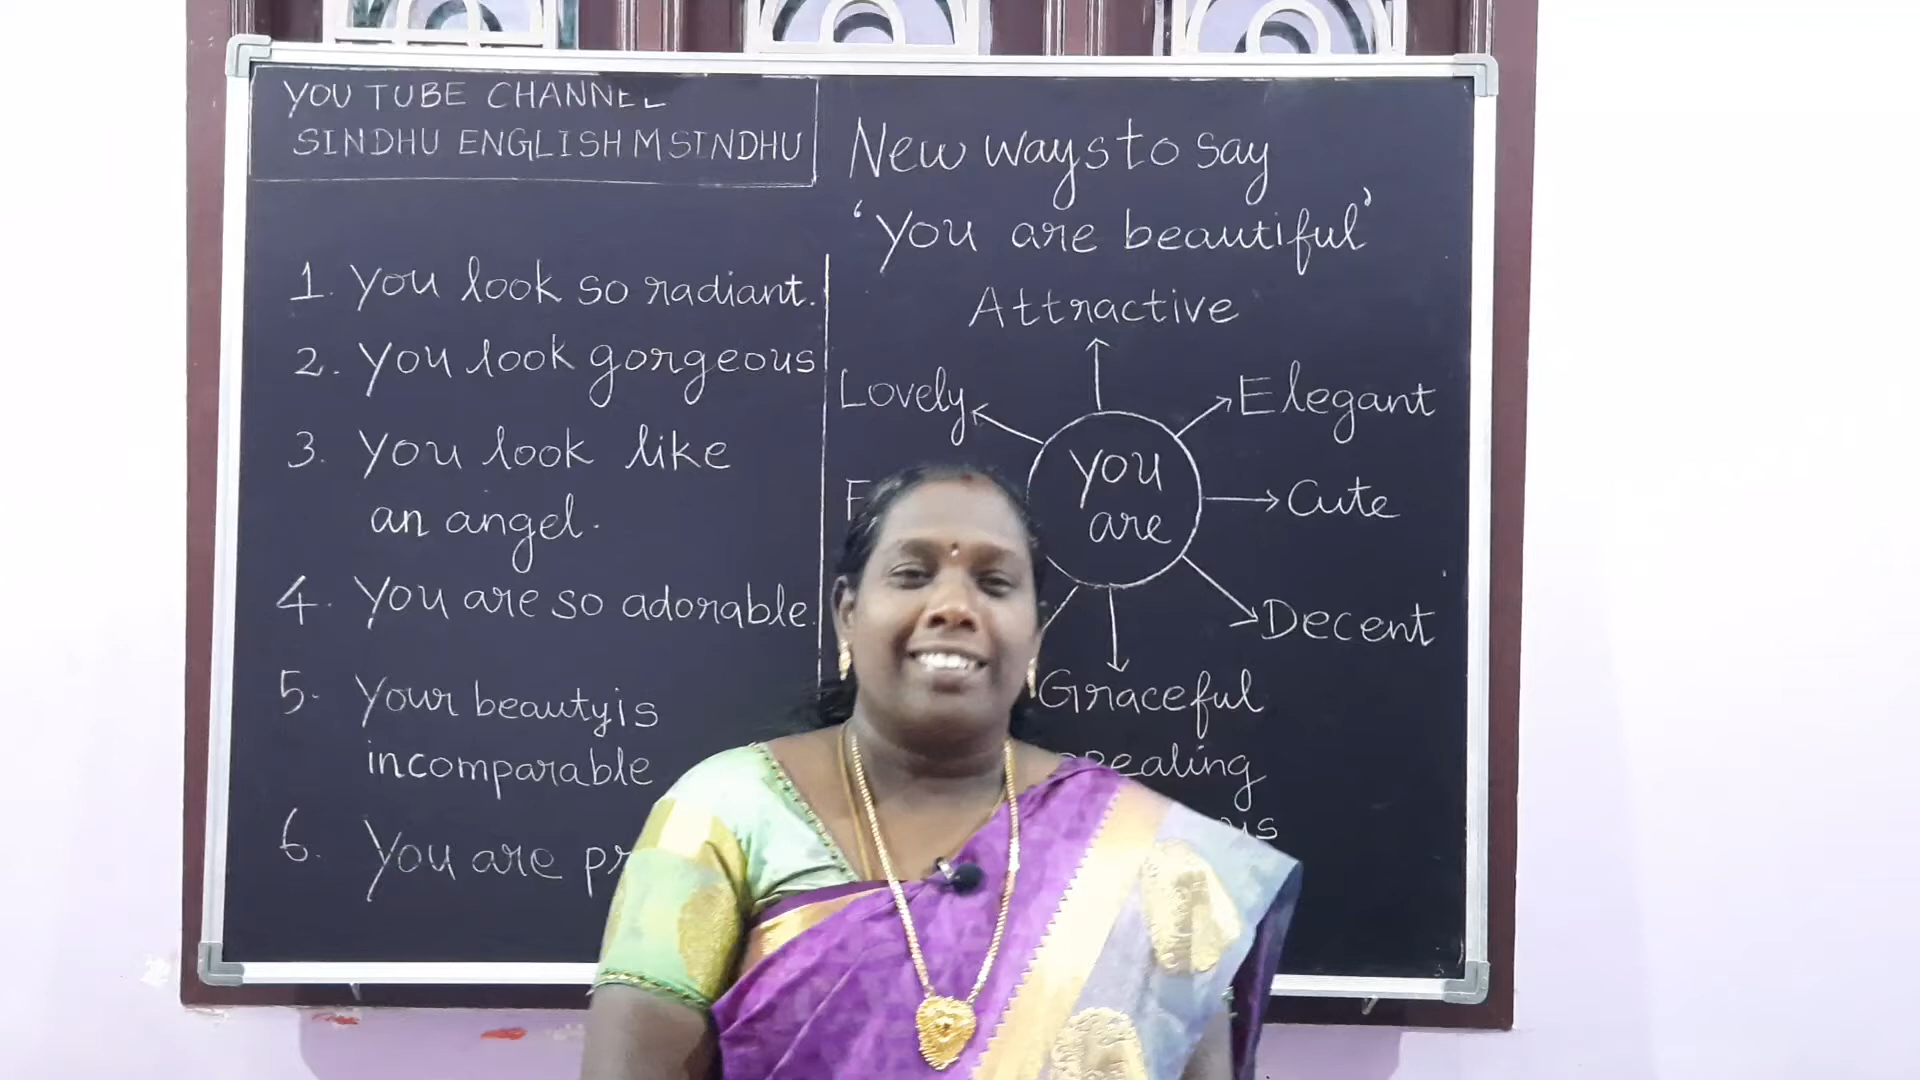 YOU TUBE CHANNEL
SINDHU ENGLISH M SINDHU
1. You look so radiant.
2. You look gorgeous
3. You look like
an angel.
4. You are so adorable.
5. Your beauty is
incomparable
6. You are
New ways to say
'You are beautiful'
Attractive
Lovely
Elegant
you
are
Cute
Decent
Graceful